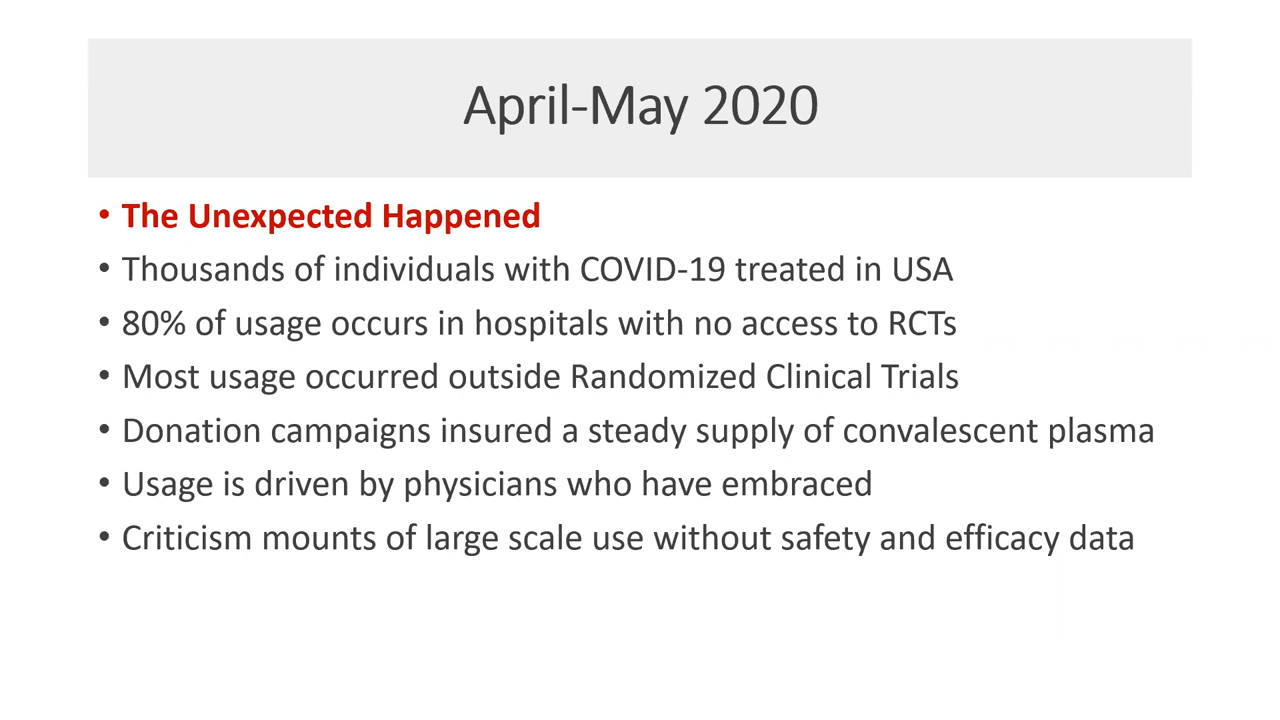 April-May 2020
• The Unexpected Happened
• Thousands of individuals with COVID-19 treated in USA
• 80% of usage occurs in hospitals with no access to RCTs
• Most usage occurred outside Randomized Clinical Trials
• Donation campaigns insured a steady supply of convalescent plasma
• Usage is driven by physicians who have embraced
• Criticism mounts of large scale use without safety and efficacy data